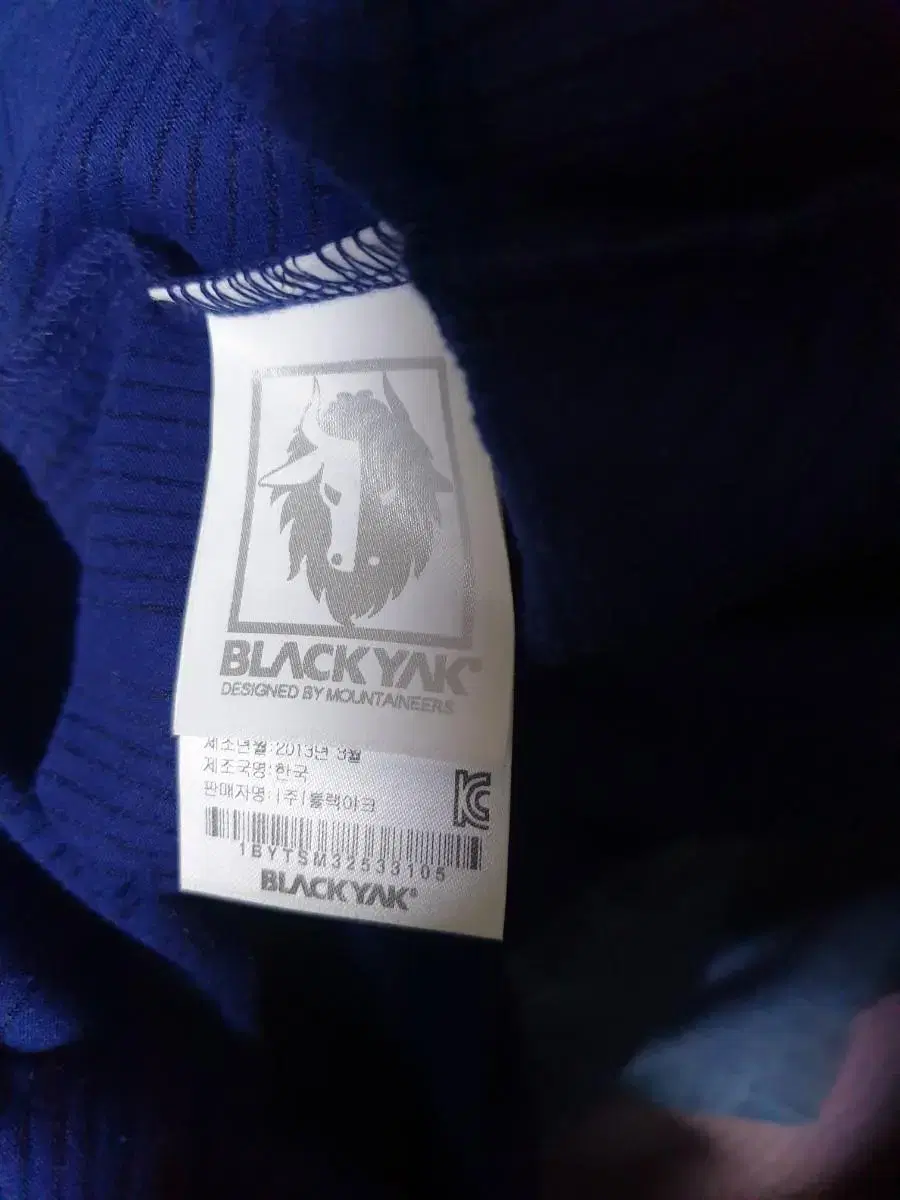 BLACKYAK®
DESIGNED BY MOUNTAINEERS
제조년월:2013년 3월
제조국명:한국
판매자명:(주)블랙야크
1BYTSM32533105
BLACKYAK®